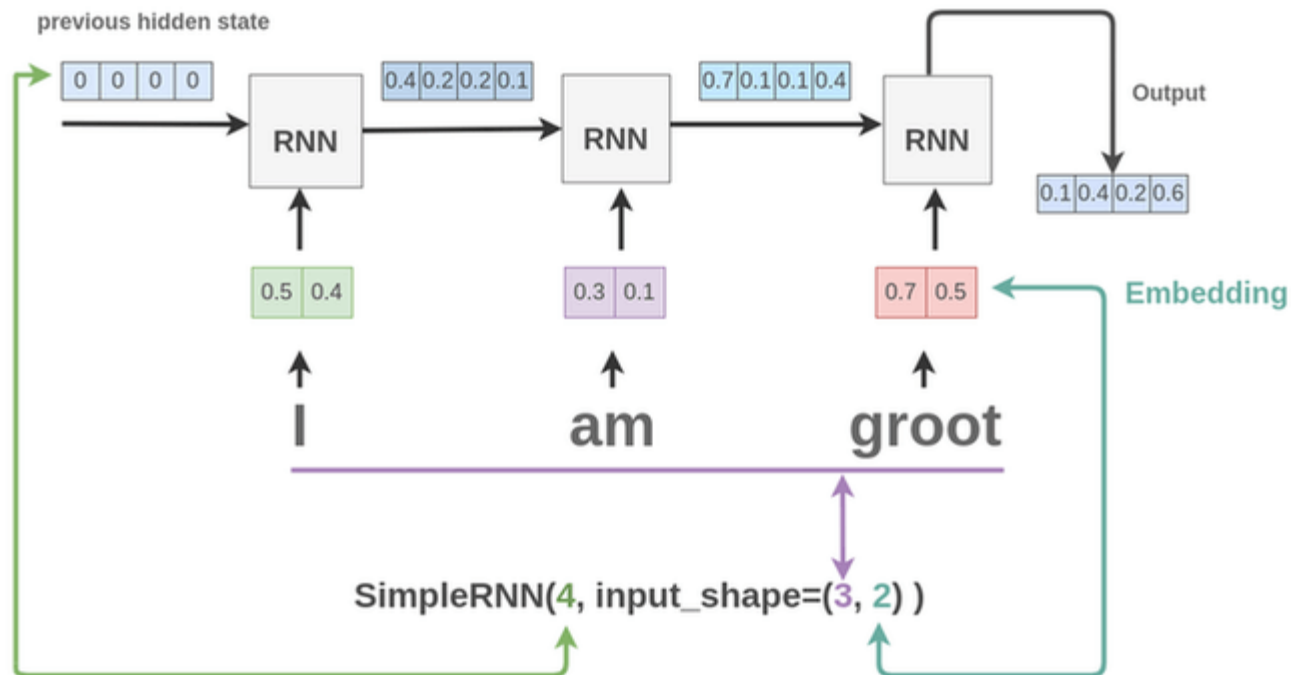 previous hidden state
0 0 0 0
0.4 0.2 0.2 0.1
0.7 0.1 0.1 0.4
Output
RNN
RNN
RNN
0.1 0.4 0.2 0.6
0.5 0.4
0.3 0.1
0.7 0.5
Embedding
I am groot
SimpleRNN(4, input_shape=(3, 2) )